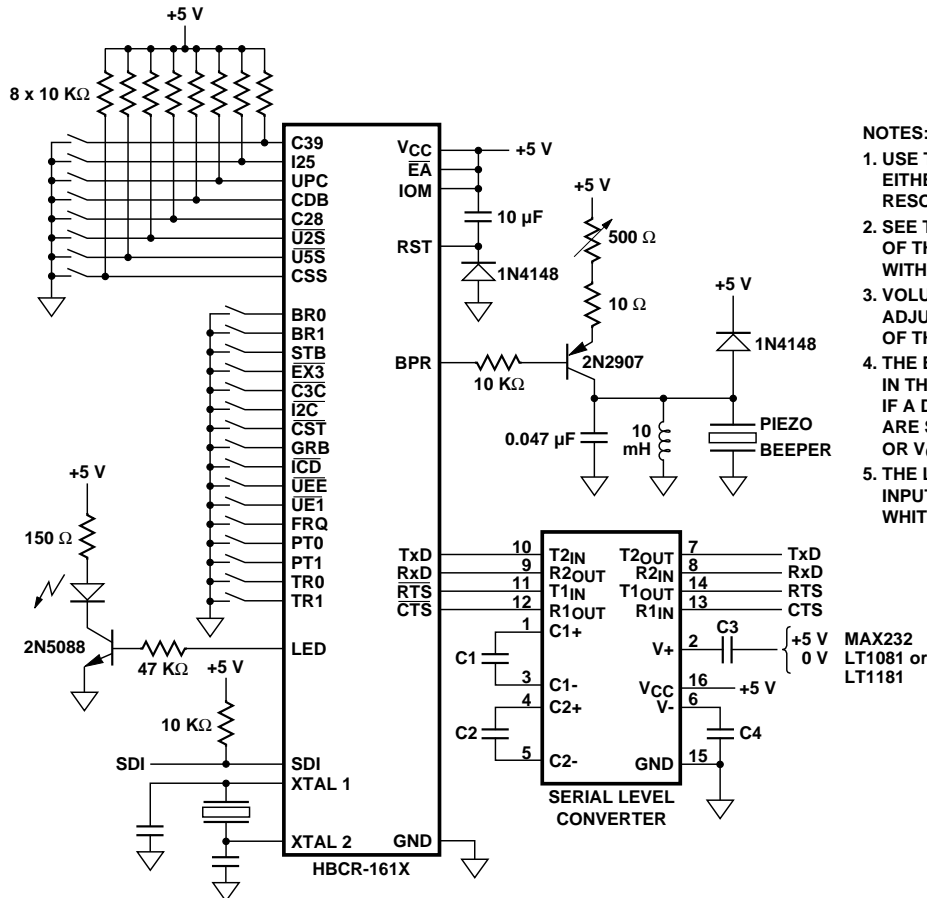 +5 V
8 x 10 KΩ
C39
I25
UPC
CDB
C28
U2S
U5S
CSS
BR0
BR1
STB
EX3
C3C
I2C
CST
GRB
ICD
UEE
UE1
FRQ
PT0
PT1
TR0
TR1
LED
SDI
XTAL 1
XTAL 2
VCC
EA
IOM
RST
BPR
TxD
RxD
RTS
CTS
GND
HBCR-161X
+5 V
10 µF
1N4148
+5 V
500 Ω
10 Ω
2N2907
10 KΩ
+5 V
1N4148
0.047 µF
10
mH
PIEZO
BEEPER
+5 V
150 Ω
2N5088
47 KΩ
+5 V
10 KΩ
SDI
10 T2IN T2OUT 7 TxD
9 R2OUT R2IN 8 RxD
11 T1IN T1OUT 14 RTS
12 R1OUT R1IN 13 CTS
1 C1+
C1
3 C1-
4 C2+
C2
5 C2-
V+ 2 C3
+5 V
0 V
MAX232
LT1081 or
LT1181
VCC 16 +5 V
V- 6
C4
GND 15
SERIAL LEVEL
CONVERTER
NOTES:
1. USE
EITHE
RESO
2. SEE T
OF TH
WITH
3. VOLU
ADJU
OF TH
4. THE
IN TH
IF A D
ARE S
OR V
5. THE L
INPUT
WHIT